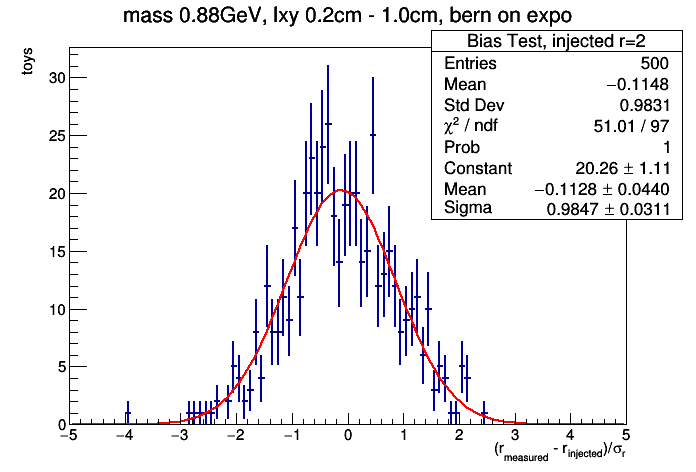 mass 0.88GeV, lxy 0.2cm - 1.0cm, bern on expo
toys
Bias Test, injected r=2
Entries 500
Mean −0.1148
Std Dev 0.9831
χ² / ndf 51.01 / 97
Prob 1
Constant 20.26 ± 1.11
Mean −0.1128 ± 0.0440
Sigma 0.9847 ± 0.0311
30
25
20
15
10
5
0
−5 −4 −3 −2 −1 0 1 2 3 4 5
(r_measured - r_injected)/σ_r